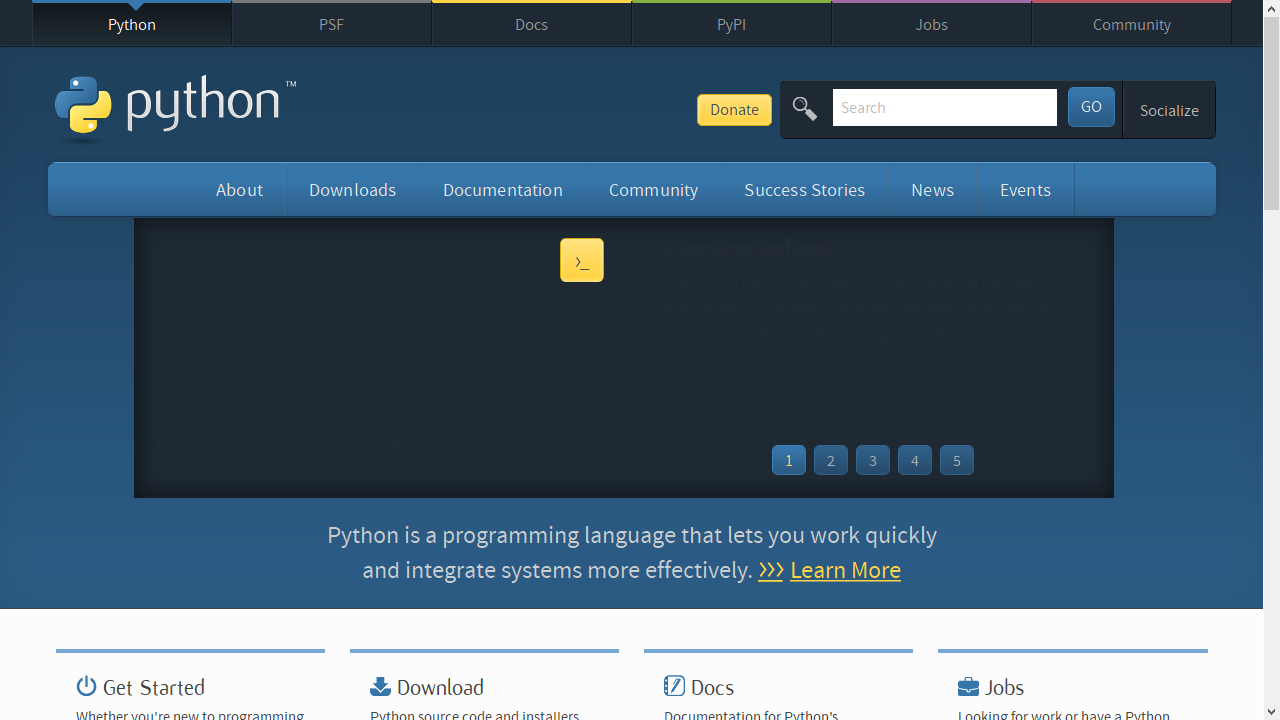 Python
PSF
Docs
PyPI
Jobs
Community
python™
Donate
Search
GO
Socialize
About
Downloads
Documentation
Community
Success Stories
News
Events
>_
1
2
3
4
5
Python is a programming language that lets you work quickly
and integrate systems more effectively. >>> Learn More
Get Started
Download
Docs
Jobs
Whether you're new to programming
Python source code and installers
Documentation for Python's
Looking for work or have a Python